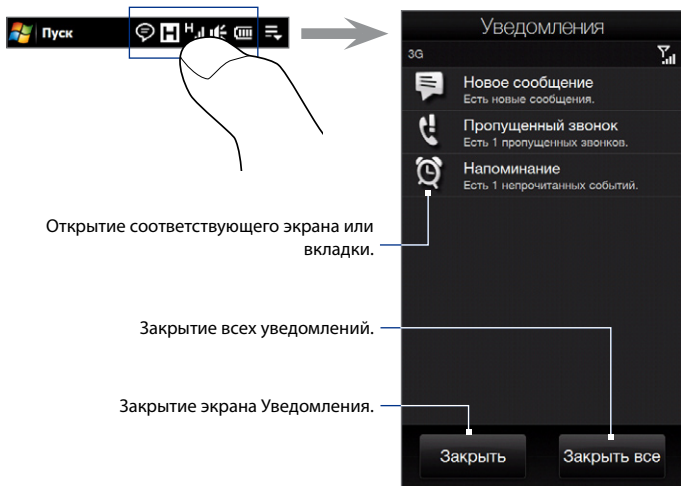 Пуск
H
H
Уведомления
3G
Новое сообщение
Есть новые сообщения.
Пропущенный звонок
Есть 1 пропущенных звонков.
Напоминание
Есть 1 непрочитанных событий.
Открытие соответствующего экрана или
вкладки.
Закрытие всех уведомлений.
Закрытие экрана Уведомления.
Закрыть
Закрыть все